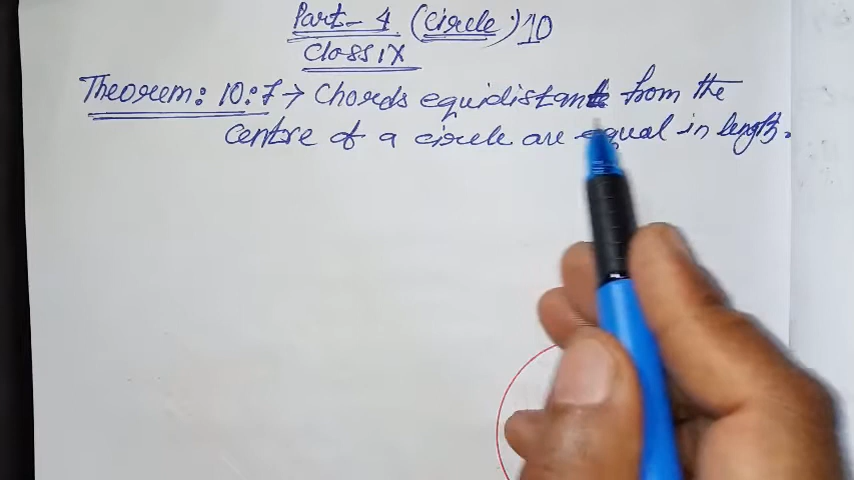 Part-4 (Circle) 10
Class IX
Theorem: 10:7→ Chords equidistant from the
centre of a circle are equal in length.